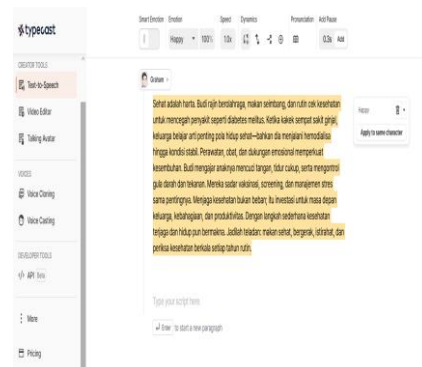 typecast
Smart Emotion
Emotion
Speed
Dynamics
Pronunciation
Add Pause
Happy
100%
1.0x
0.3s
Add
CREATOR TOOLS
Text-to-Speech
Video Editor
Talking Avatar
VOICES
Voice Cloning
Voice Casting
DEVELOPER TOOLS
API Beta
More
Pricing
Graham
Sehat adalah harta. Budi rajin berolahraga, makan seimbang, dan rutin cek kesehatan
untuk mencegah penyakit seperti diabetes melitus. Ketika kakek sempat sakit ginjal,
keluarga belajar arti penting pola hidup sehat—bahkan dia menjalani hemodialisa
hingga kondisi stabil. Perawatan, obat, dan dukungan emosional memperkuat
kesembuhan. Budi mengajar anaknya mencuci tangan, tidur cukup, serta mengontrol
gula darah dan tekanan. Mereka sadar vaksinasi, screening, dan manajemen stres
sama pentingnya. Menjaga kesehatan bukan beban; itu investasi untuk masa depan
keluarga, kebahagiaan, dan produktivitas. Dengan langkah sederhana kesehatan
terjaga dan hidup pun bermakna. Jadilah teladan: makan sehat, bergerak, istirahat, dan
periksa kesehatan berkala setiap tahun rutin.
Happy
Apply to same character
Type your script here
Enter to start a new paragraph